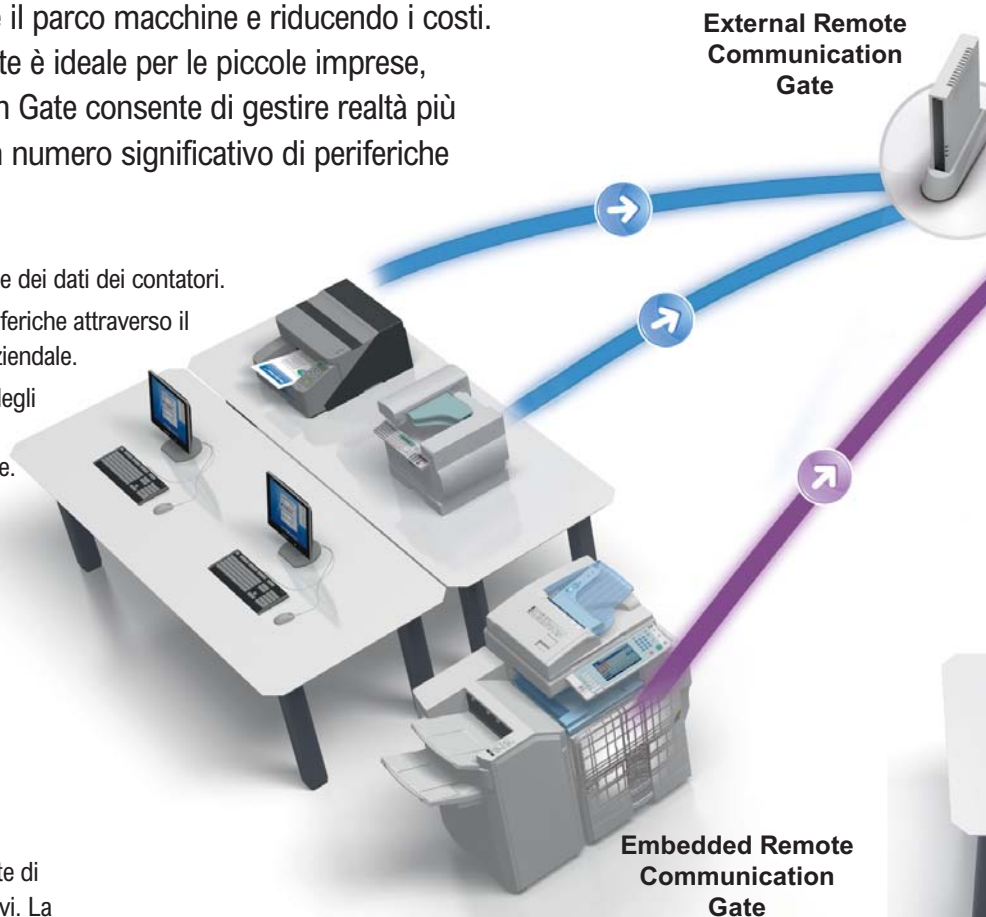 e il parco macchine e riducendo i costi.
te è ideale per le piccole imprese,
n Gate consente di gestire realtà più
n numero significativo di periferiche
External Remote
Communication
Gate
e dei dati dei contatori.
feriche attraverso il
ziendale.
degli
e.
Embedded Remote
Communication
Gate
te di
vi. La